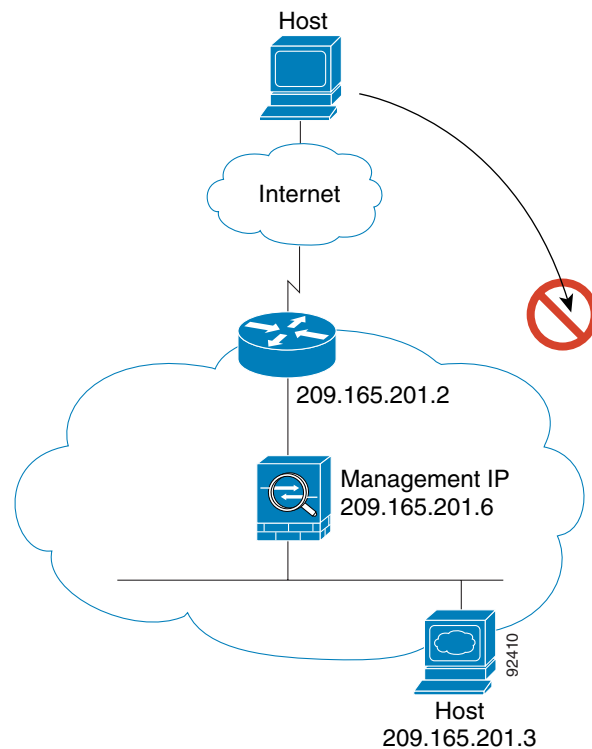 Host
Internet
209.165.201.2
Management IP
209.165.201.6
92410
Host
209.165.201.3